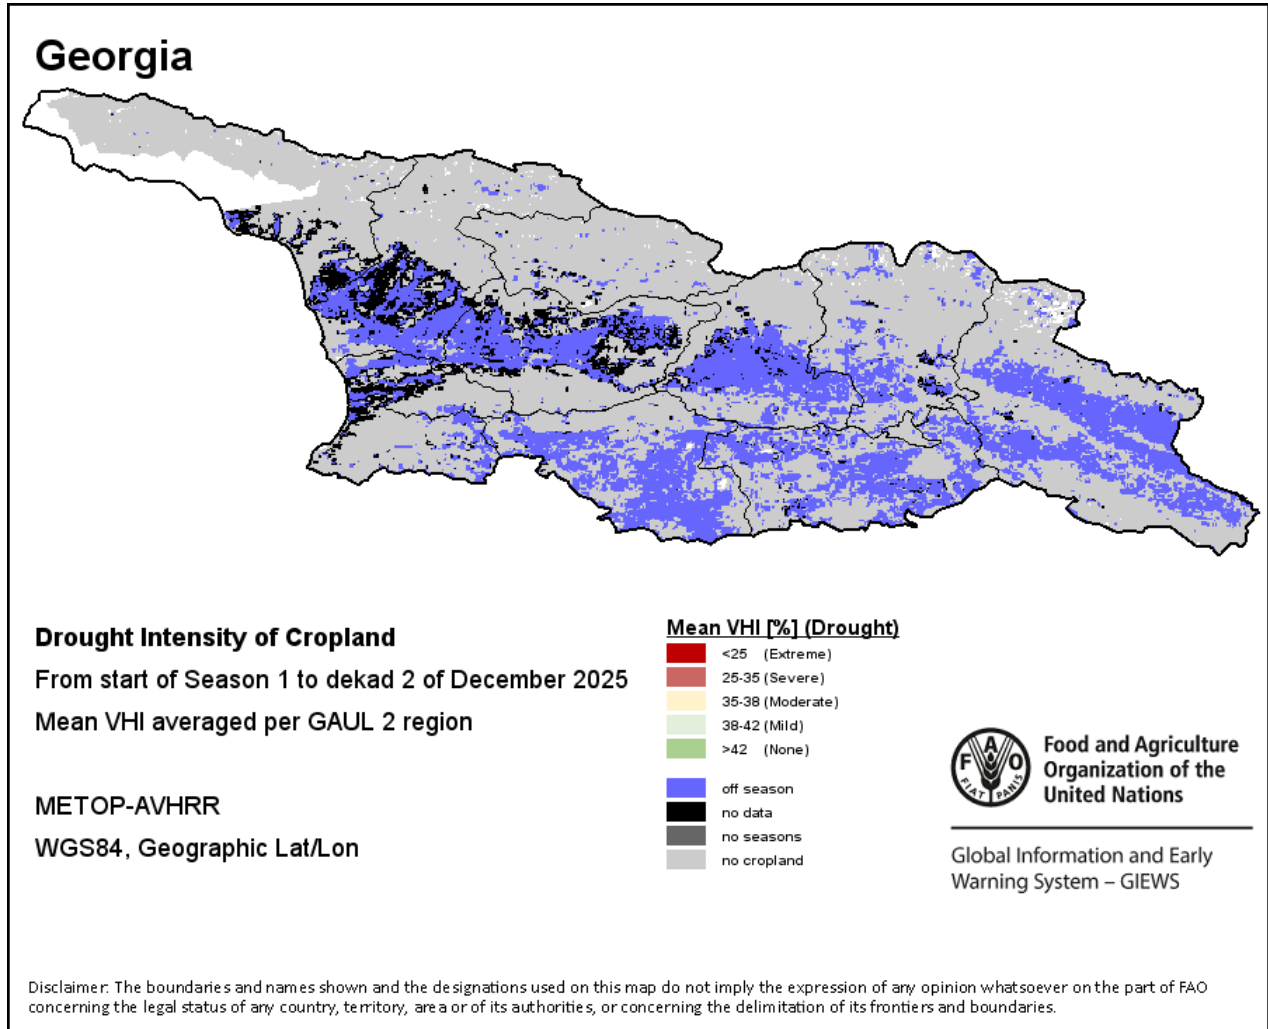 Georgia
Drought Intensity of Cropland
From start of Season 1 to dekad 2 of December 2025
Mean VHI averaged per GAUL 2 region
METOP-AVHRR
WGS84, Geographic Lat/Lon
Mean VHI [%] (Drought)
<25 (Extreme)
25-35 (Severe)
35-38 (Moderate)
38-42 (Mild)
>42 (None)
off season
no data
no seasons
no cropland
F A O
FIAT PANIS
Food and Agriculture
Organization of the
United Nations
Global Information and Early
Warning System – GIEWS
Disclaimer: The boundaries and names shown and the designations used on this map do not imply the expression of any opinion whatsoever on the part of FAO
concerning the legal status of any country, territory, area or of its authorities, or concerning the delimitation of its frontiers and boundaries.